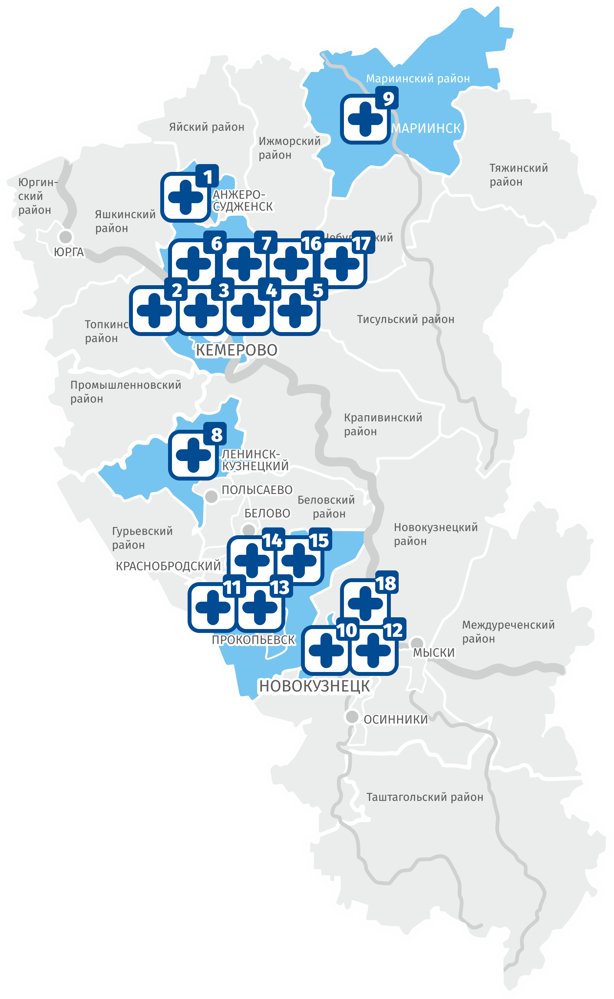 Мариинский район
9
МАРИИНСК
Яйский район
Ижморский
район
Тяжинский
район
1
АНЖЕРО-
СУДЖЕНСК
Юргин-
ский
район
Яшкинский
район
ЮРГА
6
7
16
17
2
3
4
5
Тисульский район
район
КЕМЕРОВО
Промышленновский
район
Крапивинский
район
8
ЛЕНИНСК-
КУЗНЕЦКИЙ
ПОЛЫСАЕВО
Беловский
район
БЕЛОВО
Гурьевский
район
Новокузнецкий
район
14
15
КРАСНОБРОДСКИЙ
11
13
18
10
12
Междуреченский
район
ПРОКОПЬЕВСК
МЫСКИ
НОВОКУЗНЕЦК
ОСИННИКИ
Таштагольский район